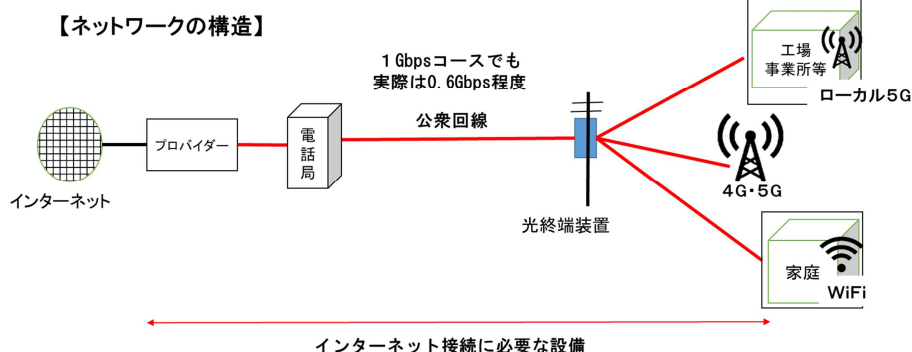 【ネットワークの構造】
１Gbpsコースでも
実際は0.6Gbps程度
公衆回線
インターネット
プロバイダー
電
話
局
光終端装置
工場
事業所等
ローカル５G
４G・５G
家庭
WiFi
インターネット接続に必要な設備